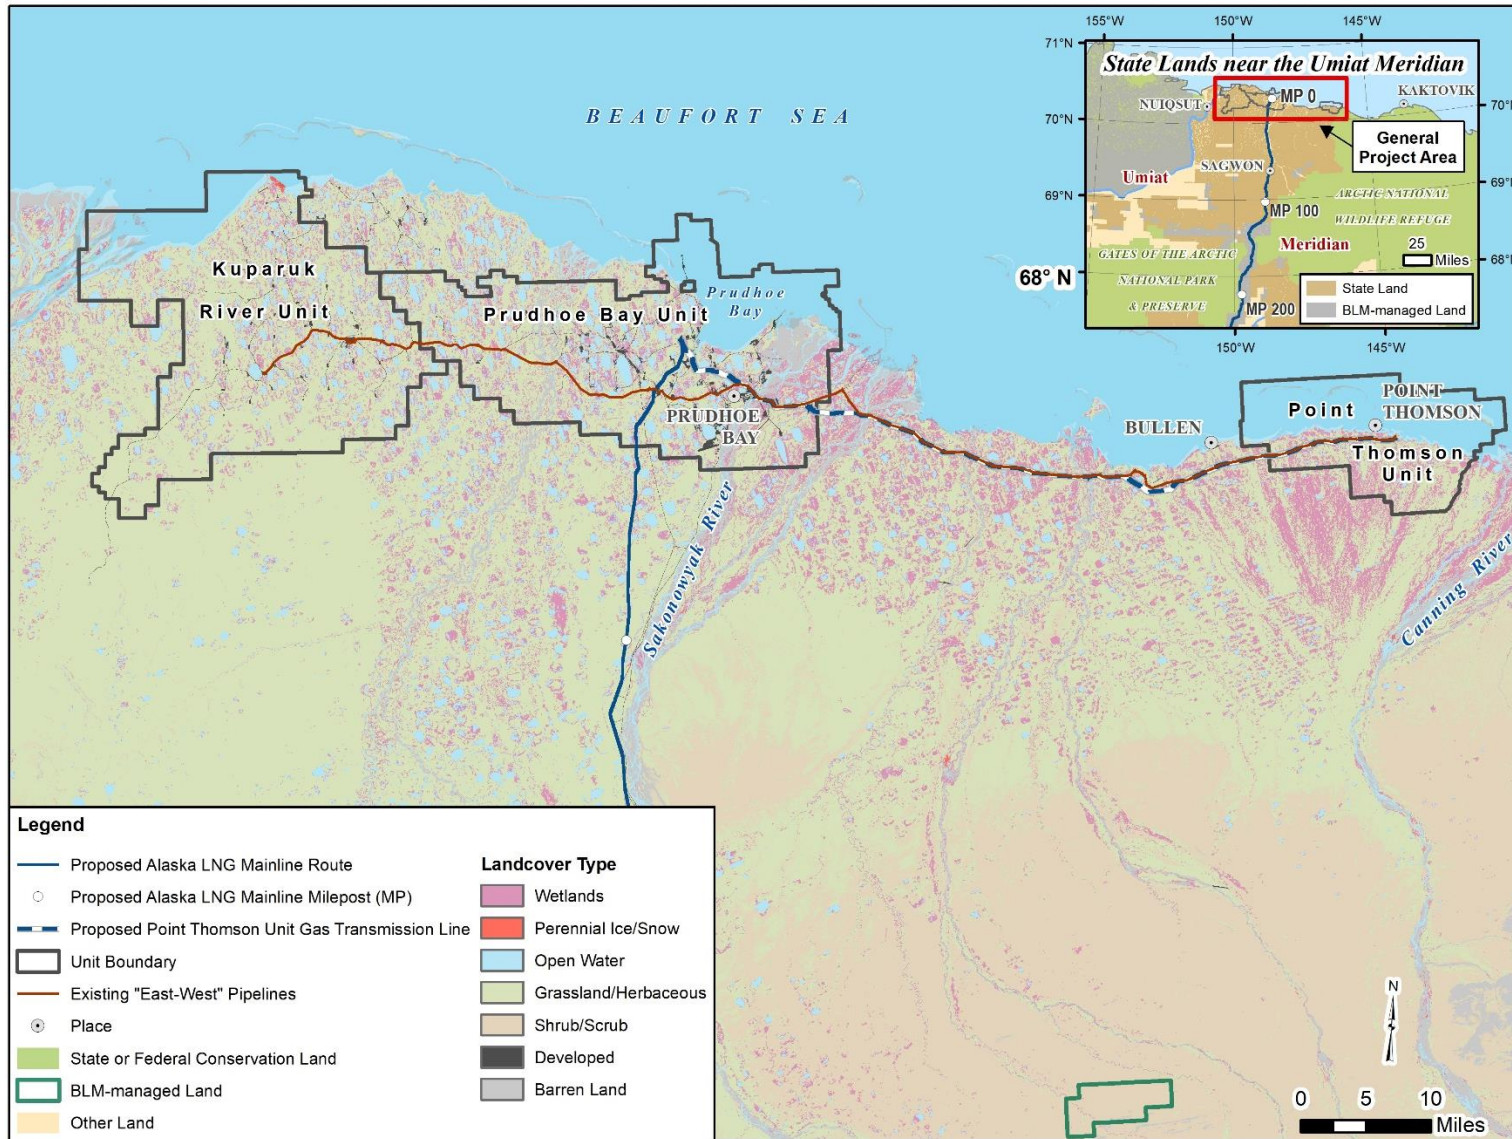 BEAUFORT SEA
Kuparuk
River Unit
Prudhoe Bay Unit
Prudhoe
Bay
PRUDHOE
BAY
Sakonowyak River
BULLEN
Point
Thomson
Unit
POINT
THOMSON
Canning River
155°W
150°W
145°W
71°N
70°N
69°N
68° N
70°N
69°N
68°N
150°W
145°W
State Lands near the Umiat Meridian
NUIQSUT
MP 0
KAKTOVIK
General
Project Area
SAGWON
Umiat
ARCTIC NATIONAL
WILDLIFE REFUGE
MP 100
Meridian
GATES OF THE ARCTIC
NATIONAL PARK
& PRESERVE
25
Miles
MP 200
State Land
BLM-managed Land
Legend
Proposed Alaska LNG Mainline Route
Proposed Alaska LNG Mainline Milepost (MP)
Proposed Point Thomson Unit Gas Transmission Line
Unit Boundary
Existing "East-West" Pipelines
Place
State or Federal Conservation Land
BLM-managed Land
Other Land
Landcover Type
Wetlands
Perennial Ice/Snow
Open Water
Grassland/Herbaceous
Shrub/Scrub
Developed
Barren Land
N
0 5 10
Miles